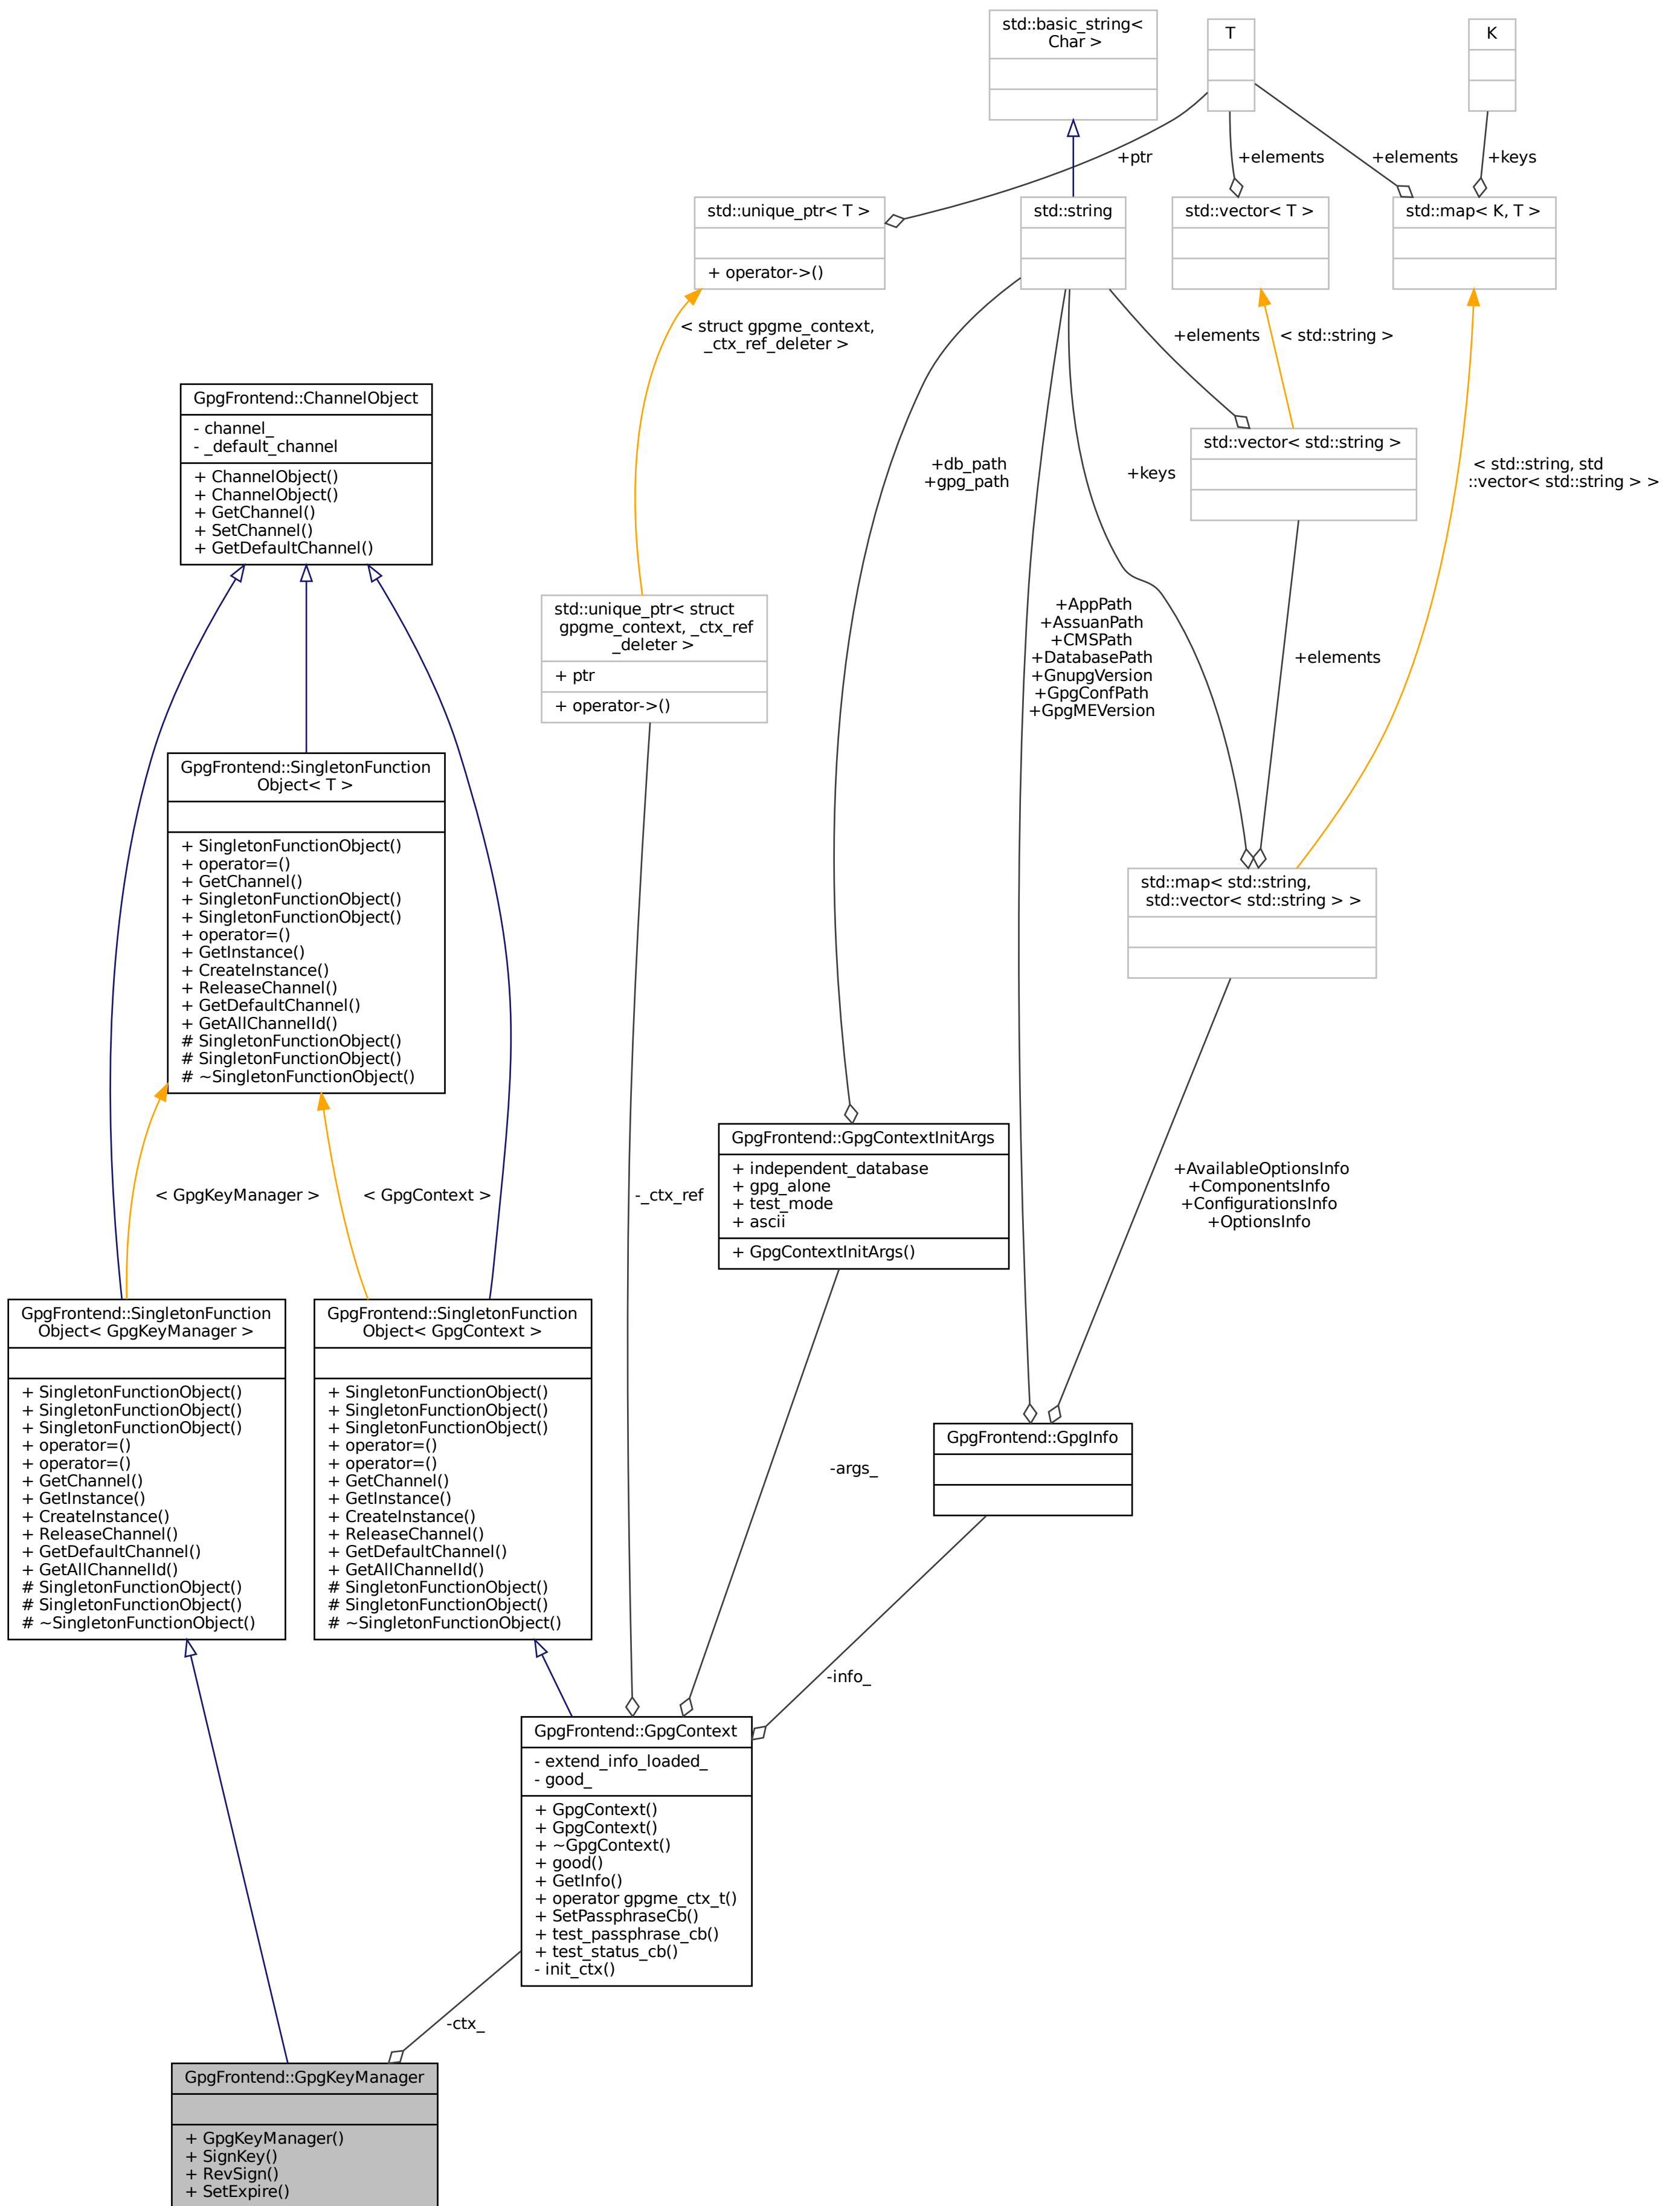 std::basic_string<
Char >
T
K
+ptr
+elements
+elements
+keys
std::unique_ptr< T >
+ operator->()
std::string
std::vector< T >
std::map< K, T >
< struct gpgme_context,
_ctx_ref_deleter >
+elements
< std::string >
GpgFrontend::ChannelObject
- channel_
- _default_channel
+ ChannelObject()
+ ChannelObject()
+ GetChannel()
+ SetChannel()
+ GetDefaultChannel()
+db_path
+gpg_path
+keys
std::vector< std::string >
< std::string, std
::vector< std::string > >
std::unique_ptr< struct
gpgme_context, _ctx_ref
_deleter >
+ ptr
+ operator->()
+AppPath
+AssuanPath
+CMSPath
+DatabasePath
+GnupgVersion
+GpgConfPath
+GpgMEVersion
+elements
GpgFrontend::SingletonFunction
Object< T >
+ SingletonFunctionObject()
+ operator=()
+ GetChannel()
+ SingletonFunctionObject()
+ SingletonFunctionObject()
+ operator=()
+ GetInstance()
+ CreateInstance()
+ ReleaseChannel()
+ GetDefaultChannel()
+ GetAllChannelId()
# SingletonFunctionObject()
# SingletonFunctionObject()
# ~SingletonFunctionObject()
std::map< std::string,
std::vector< std::string > >
< GpgKeyManager >
< GpgContext >
-_ctx_ref
GpgFrontend::GpgContextInitArgs
+ independent_database
+ gpg_alone
+ test_mode
+ ascii
+ GpgContextInitArgs()
+AvailableOptionsInfo
+ComponentsInfo
+ConfigurationsInfo
+OptionsInfo
GpgFrontend::SingletonFunction
Object< GpgKeyManager >
+ SingletonFunctionObject()
+ SingletonFunctionObject()
+ SingletonFunctionObject()
+ operator=()
+ operator=()
+ GetChannel()
+ GetInstance()
+ CreateInstance()
+ ReleaseChannel()
+ GetDefaultChannel()
+ GetAllChannelId()
# SingletonFunctionObject()
# SingletonFunctionObject()
# ~SingletonFunctionObject()
GpgFrontend::SingletonFunction
Object< GpgContext >
+ SingletonFunctionObject()
+ SingletonFunctionObject()
+ SingletonFunctionObject()
+ operator=()
+ operator=()
+ GetChannel()
+ GetInstance()
+ CreateInstance()
+ ReleaseChannel()
+ GetDefaultChannel()
+ GetAllChannelId()
# SingletonFunctionObject()
# SingletonFunctionObject()
# ~SingletonFunctionObject()
-args_
GpgFrontend::GpgInfo
-info_
GpgFrontend::GpgContext
- extend_info_loaded_
- good_
+ GpgContext()
+ GpgContext()
+ ~GpgContext()
+ good()
+ GetInfo()
+ operator gpgme_ctx_t()
+ SetPassphraseCb()
+ test_passphrase_cb()
+ test_status_cb()
- init_ctx()
-ctx_
GpgFrontend::GpgKeyManager
+ GpgKeyManager()
+ SignKey()
+ RevSign()
+ SetExpire()